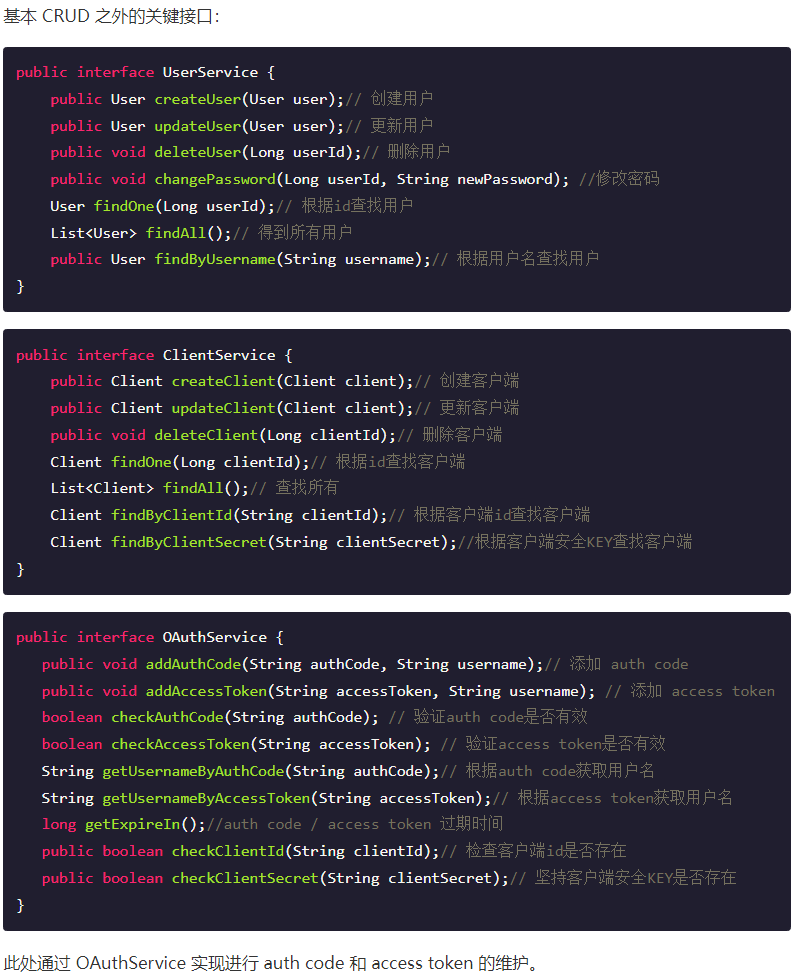 基本 CRUD 之外的关键接口：
public interface UserService {
    public User createUser(User user);// 创建用户
    public User updateUser(User user);// 更新用户
    public void deleteUser(Long userId);// 删除用户
    public void changePassword(Long userId, String newPassword); //修改密码
    User findOne(Long userId);// 根据id查找用户
    List<User> findAll();// 得到所有用户
    public User findByUsername(String username);// 根据用户名查找用户
}
public interface ClientService {
    public Client createClient(Client client);// 创建客户端
    public Client updateClient(Client client);// 更新客户端
    public void deleteClient(Long clientId);// 删除客户端
    Client findOne(Long clientId);// 根据id查找客户端
    List<Client> findAll();// 查找所有
    Client findByClientId(String clientId);// 根据客户端id查找客户端
    Client findByClientSecret(String clientSecret);//根据客户端安全KEY查找客户端
}
public interface OAuthService {
   public void addAuthCode(String authCode, String username);// 添加 auth code
   public void addAccessToken(String accessToken, String username); // 添加 access token
   boolean checkAuthCode(String authCode); // 验证auth code是否有效
   boolean checkAccessToken(String accessToken); // 验证access token是否有效
   String getUsernameByAuthCode(String authCode);// 根据auth code获取用户名
   String getUsernameByAccessToken(String accessToken);// 根据access token获取用户名
   long getExpireIn();//auth code / access token 过期时间
   public boolean checkClientId(String clientId);// 检查客户端id是否存在
   public boolean checkClientSecret(String clientSecret);// 坚持客户端安全KEY是否存在
}
此处通过 OAuthService 实现进行 auth code 和 access token 的维护。